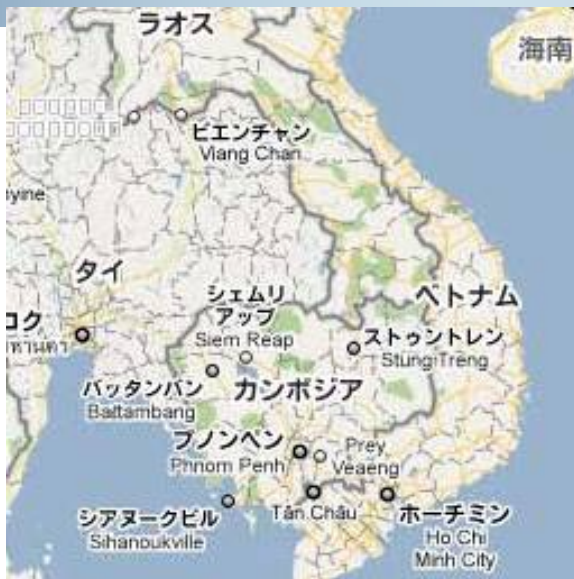 ラオス
海南
ビエンチャン
Viang Chan
タイ
シェムリ
アップ
Siem Reap
ベトナム
コク
ストゥントレン
Stung Treng
バッタンバン
Battambang
カンボジア
プノンペン
Phnom Penh
Prey
Veaeng
シアヌークビル
Sihanoukville
Tân Châu
ホーチミン
Ho Chi
Minh City